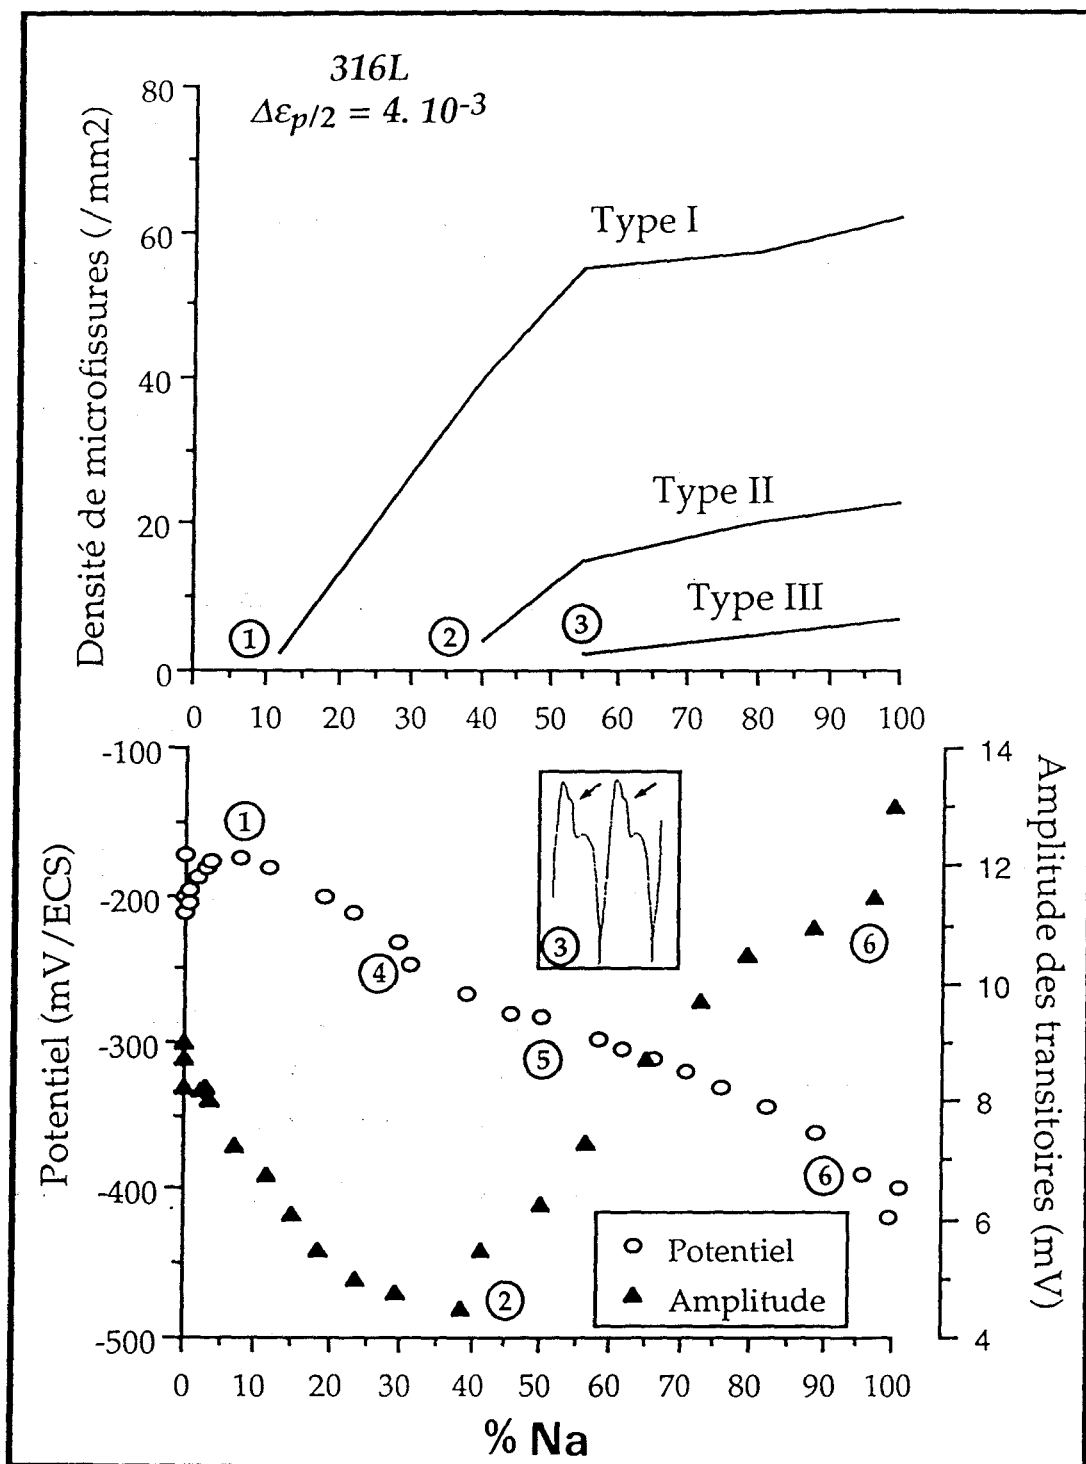 316L
Δεp/2 = 4. 10-3
Densité de microfissures (/mm2)
80
60
40
20
0
Type I
Type II
Type III
1
2
3
0 10 20 30 40 50 60 70 80 90 100
Potentiel (mV/ECS)
-100
-200
-300
-400
-500
1
4
3
5
6
6
2
Potentiel
Amplitude
14
12
10
8
6
4
Amplitude des transitoires (mV)
0 10 20 30 40 50 60 70 80 90 100
% Na